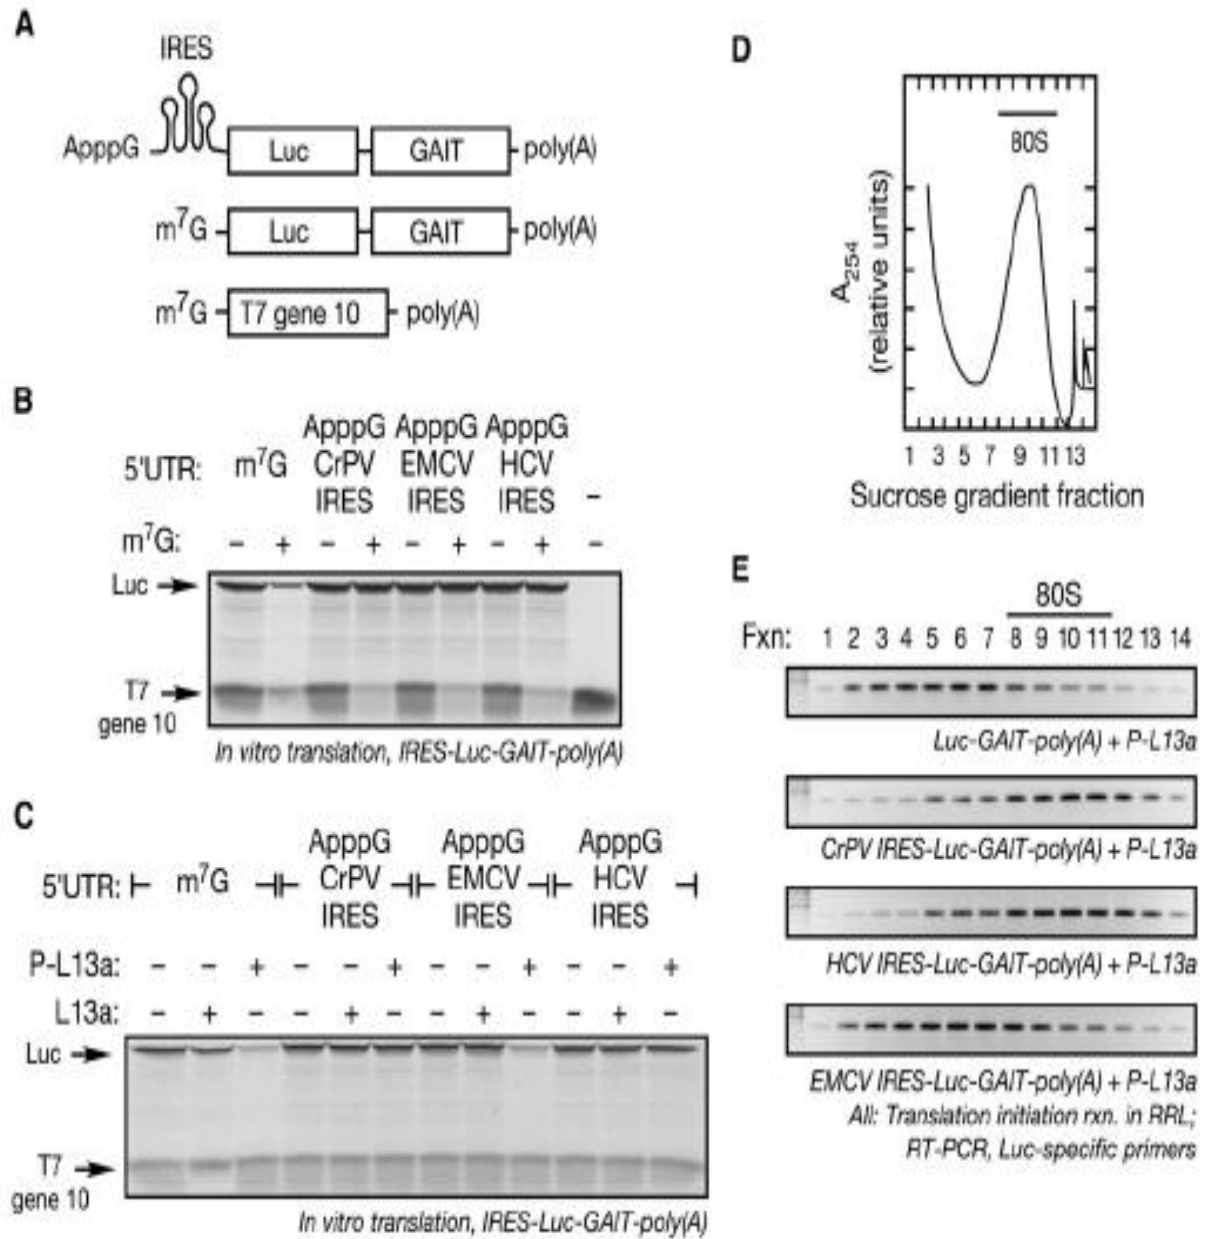 A
IRES
ApppG Luc GAIT poly(A)
m7G Luc GAIT poly(A)
m7G T7 gene 10 poly(A)
B
5'UTR: m7G ApppG CrPV IRES ApppG EMCV IRES ApppG HCV IRES –
m7G: – + – + – + – + –
Luc
T7 gene 10
In vitro translation, IRES-Luc-GAIT-poly(A)
C
5'UTR: m7G ApppG CrPV IRES ApppG EMCV IRES ApppG HCV IRES
P-L13a: – – + – – + – – + – – +
L13a: – + – – + – – + – – + –
Luc
T7 gene 10
In vitro translation, IRES-Luc-GAIT-poly(A)
D
80S
A254 (relative units)
1 3 5 7 9 11 13
Sucrose gradient fraction
E
80S
Fxn: 1 2 3 4 5 6 7 8 9 10 11 12 13 14
Luc-GAIT-poly(A) + P-L13a
CrPV IRES-Luc-GAIT-poly(A) + P-L13a
HCV IRES-Luc-GAIT-poly(A) + P-L13a
EMCV IRES-Luc-GAIT-poly(A) + P-L13a
All: Translation initiation rxn. in RRL;
RT-PCR, Luc-specific primers